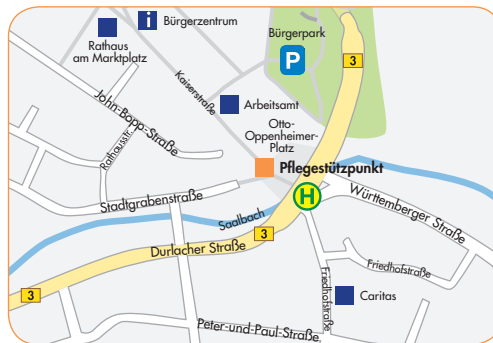 i Bürgerzentrum
Rathaus
am Marktplatz
Bürgerpark
P
3
Kaiserstraße
John-Bopp-Straße
Arbeitsamt
Otto-
Oppenheimer-
Platz
Rathausstr.
Pflegestützpunkt
Stadtgrabenstraße
H
Württemberger Straße
Saalbach
3
Durlacher Straße
Friedhofstraße
Friedhofstraße
3
Caritas
Peter-und-Paul-Straße